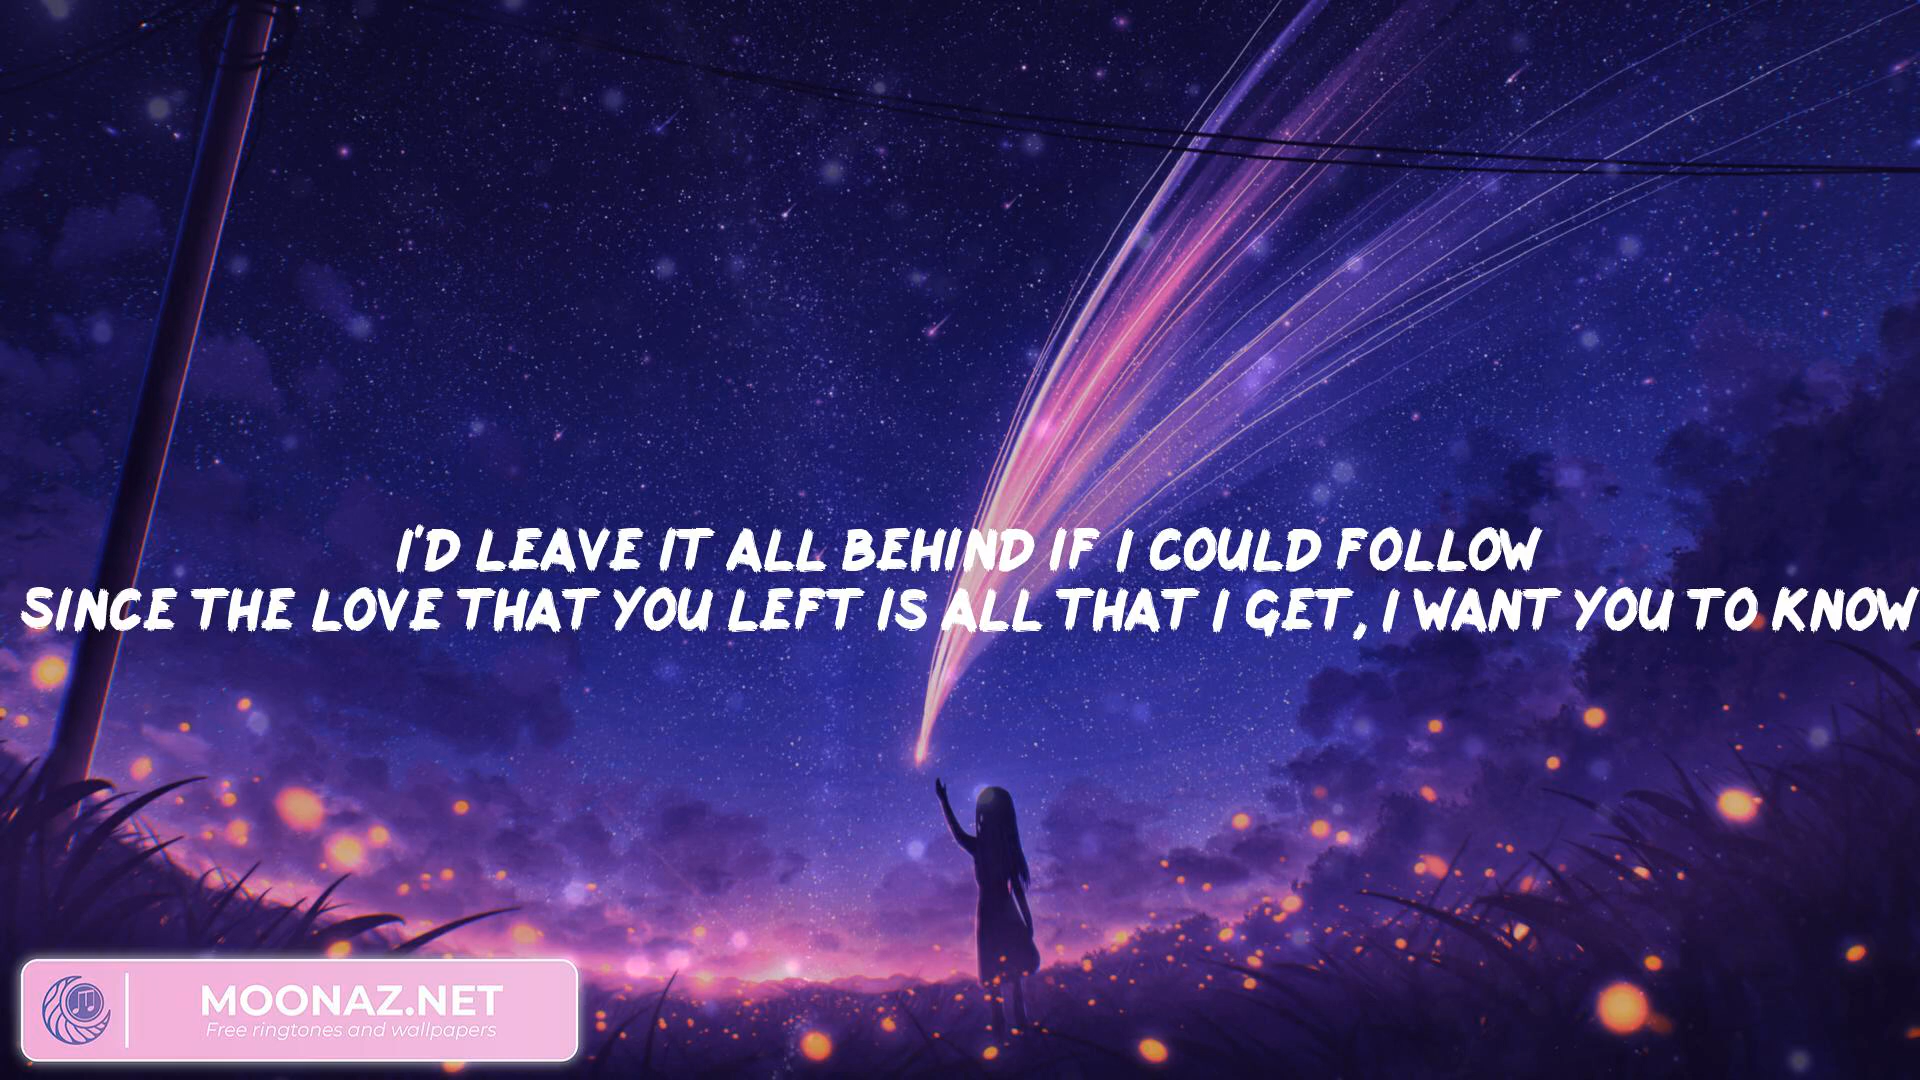 I'D LEAVE IT ALL BEHIND IF I COULD FOLLOW
SINCE THE LOVE THAT YOU LEFT IS ALL THAT I GET, I WANT YOU TO KNOW
MOONAZ.NET
Free ringtones and wallpapers